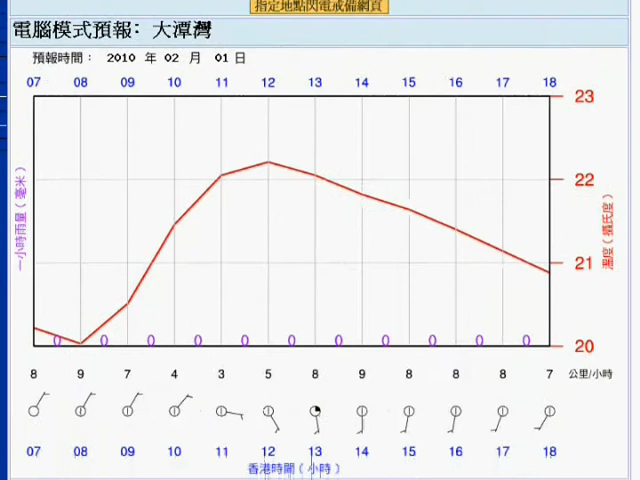 指定地點閃電戒備網頁
電腦模式預報: 大潭灣
預報時間: 2010 年 02 月 01 日
07 08 09 10 11 12 13 14 15 16 17 18
23
22
21
20
一小時雨量(毫米)
溫度(攝氏度)
0 0 0 0 0 0 0 0 0 0 0
8 9 7 4 3 5 8 9 8 8 8 7 公里/小時
07 08 09 10 11 12 13 14 15 16 17 18
香港時間(小時)